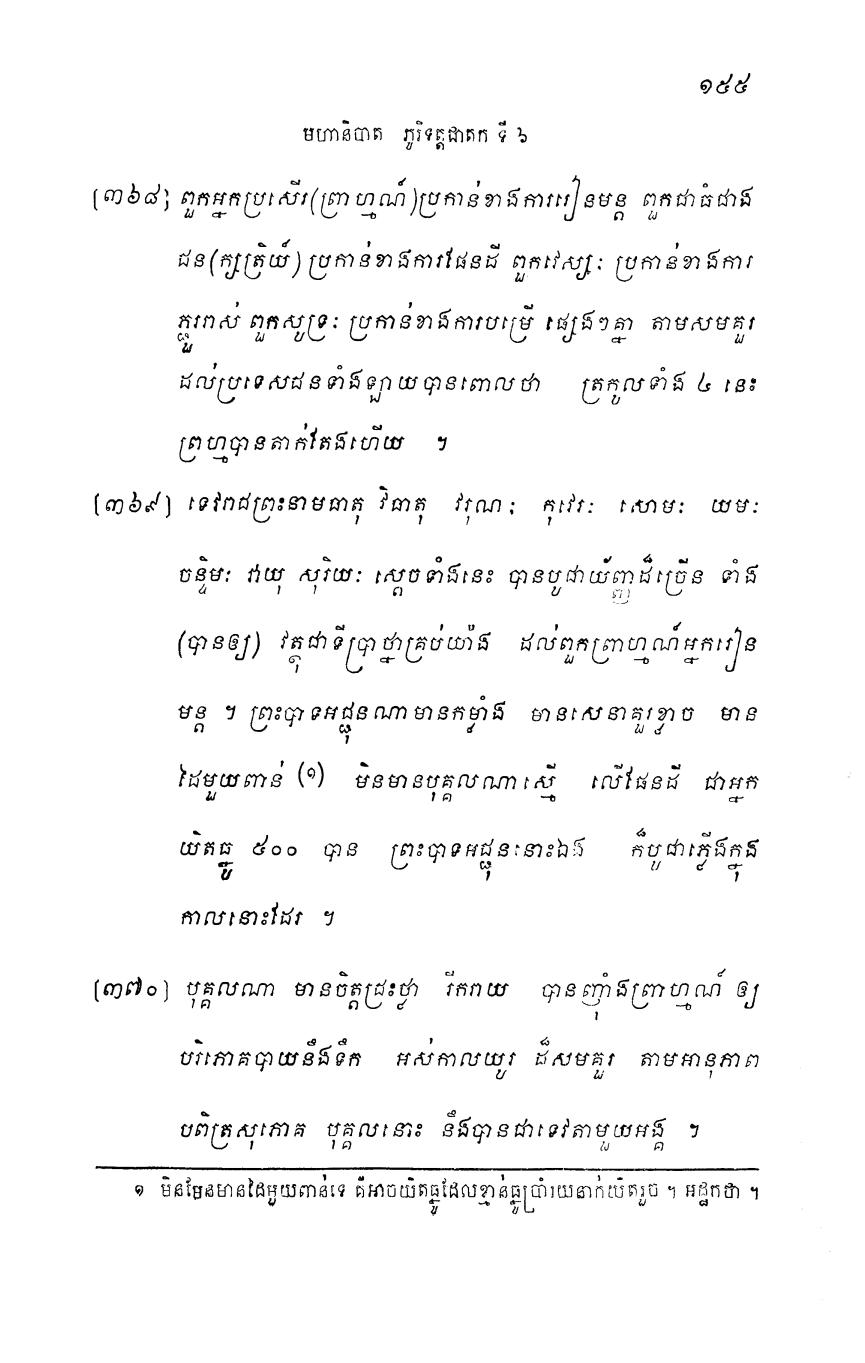 ១៥៥
មហានិបាត ភូរិទត្តជាតក ទី ៦
[៣៦៨] ពួកអ្នកប្រសើរ(ព្រាហ្មណ៍)ប្រកាន់ខាងការរៀនមន្ត ពួកជាធំជាង
ជន(ក្សត្រិយ៍) ប្រកាន់ខាងការផែនដី ពួកវេស្សៈ ប្រកាន់ខាងការ
ភ្ជួររាស់ ពួកសូទ្រៈ ប្រកាន់ខាងការបម្រើ ផ្សេងៗគ្នា តាមសមគួរ
ដល់ប្រទេសជនទាំងឡាយបានពោលថា ត្រកូលទាំង ៤ នេះ
ព្រហ្មបានតាក់តែងហើយ ។
[៣៦៩] ទេវរាជព្រះនាមធាតុ វិធាតុ វរុណៈ កុវេរៈ សោមៈ យមៈ
ចន្ទិមៈ វាយុ សុរិយៈ ស្តេចទាំងនេះ បានបូជាយ័ញ្ញដ៏ច្រើន ទាំង
(បានឲ្យ) វត្ថុជាទីប្រាថ្នាគ្រប់យ៉ាង ដល់ពួកព្រាហ្មណ៍អ្នករៀន
មន្ត ។ ព្រះបាទអជ្ជុនណាមានកម្លាំង មានសេនាគួរខ្លាច មាន
ដៃមួយពាន់ (១) មិនមានបុគ្គលណាស្មើ លើផែនដី ជាអ្នក
យិតធ្នូ ៥០០ បាន ព្រះបាទអជ្ជុនៈនោះឯង ក៏បូជាភ្លើងក្នុង
កាលនោះដែរ ។
[៣៧០] បុគ្គលណា មានចិត្តជ្រះថ្លា រីករាយ បានញ៉ាំងព្រាហ្មណ៍ ឲ្យ
បរិភោគបាយនឹងទឹក អស់កាលយូរ ដ៏សមគួរ តាមអានុភាព
បពិត្រសុភោគ បុគ្គលនោះ នឹងបានជាទេវតាមួយអង្គ ។
១ មិនមែនមានដៃមួយពាន់ទេ គឺអាចយិតធ្នូដែលខ្មាន់ធ្នូប្រាំរយនាក់យិតរួច ។ អដ្ឋកថា ។